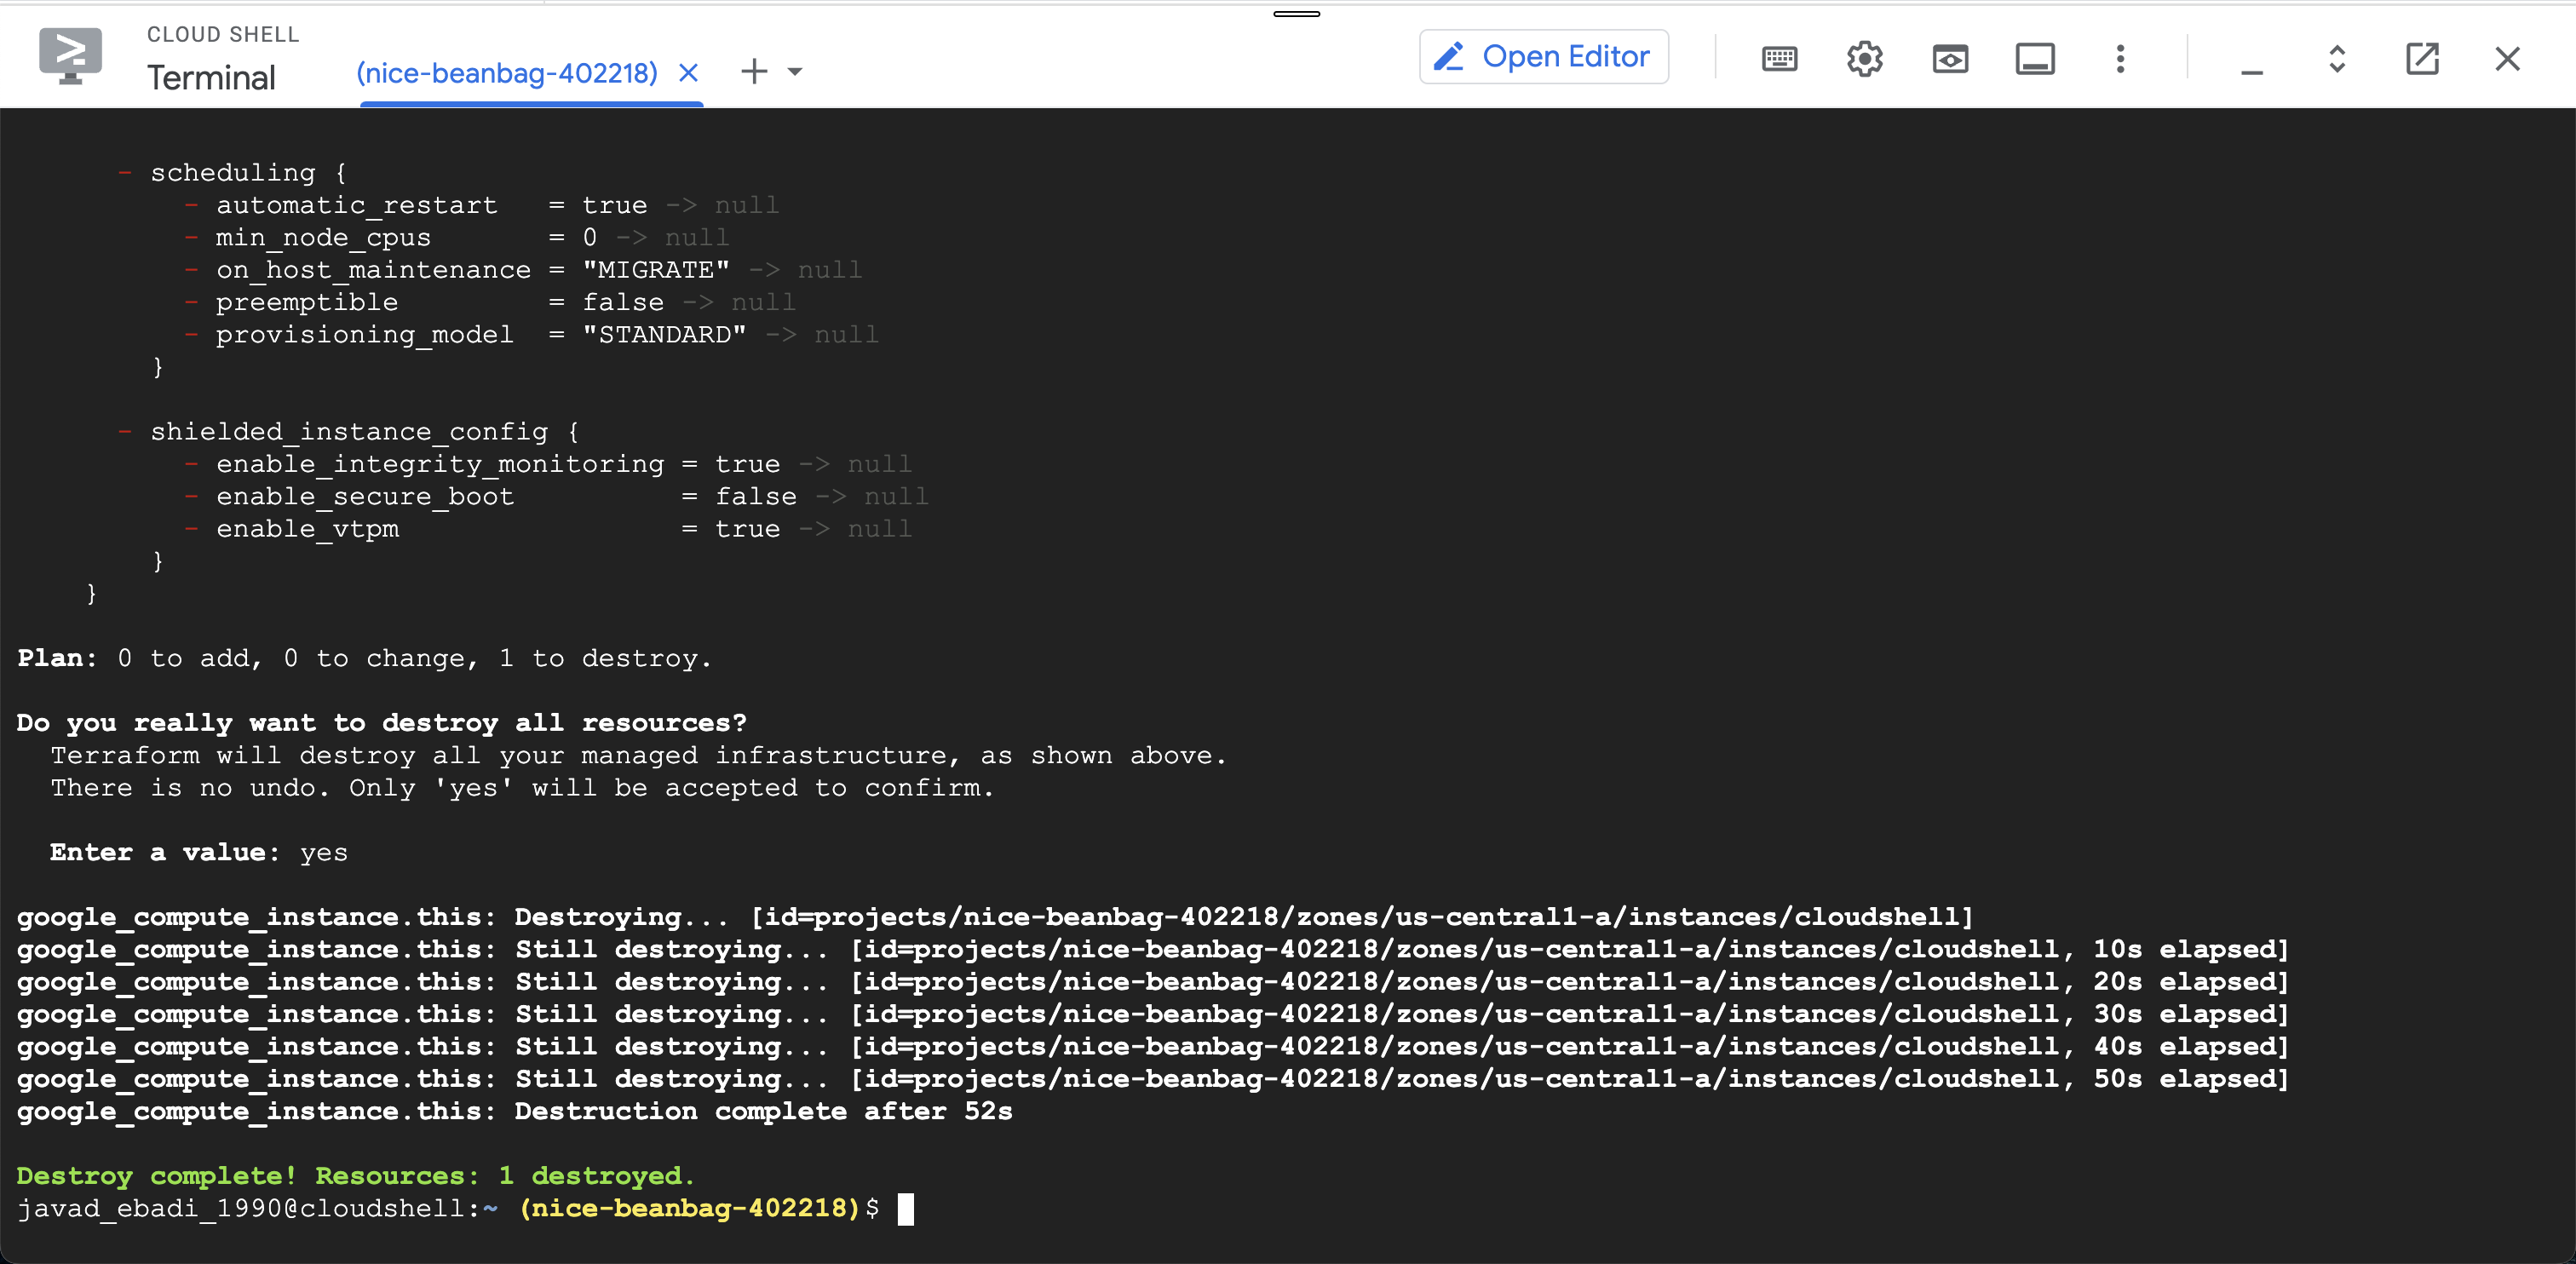 CLOUD SHELL
Terminal
(nice-beanbag-402218)
Open Editor
- scheduling {
- automatic_restart   = true -> null
- min_node_cpus       = 0 -> null
- on_host_maintenance = "MIGRATE" -> null
- preemptible         = false -> null
- provisioning_model  = "STANDARD" -> null
}
- shielded_instance_config {
- enable_integrity_monitoring = true -> null
- enable_secure_boot          = false -> null
- enable_vtpm                 = true -> null
}
}
Plan: 0 to add, 0 to change, 1 to destroy.
Do you really want to destroy all resources?
Terraform will destroy all your managed infrastructure, as shown above.
There is no undo. Only 'yes' will be accepted to confirm.
Enter a value: yes
google_compute_instance.this: Destroying... [id=projects/nice-beanbag-402218/zones/us-central1-a/instances/cloudshell]
google_compute_instance.this: Still destroying... [id=projects/nice-beanbag-402218/zones/us-central1-a/instances/cloudshell, 10s elapsed]
google_compute_instance.this: Still destroying... [id=projects/nice-beanbag-402218/zones/us-central1-a/instances/cloudshell, 20s elapsed]
google_compute_instance.this: Still destroying... [id=projects/nice-beanbag-402218/zones/us-central1-a/instances/cloudshell, 30s elapsed]
google_compute_instance.this: Still destroying... [id=projects/nice-beanbag-402218/zones/us-central1-a/instances/cloudshell, 40s elapsed]
google_compute_instance.this: Still destroying... [id=projects/nice-beanbag-402218/zones/us-central1-a/instances/cloudshell, 50s elapsed]
google_compute_instance.this: Destruction complete after 52s
Destroy complete! Resources: 1 destroyed.
javad_ebadi_1990@cloudshell:~ (nice-beanbag-402218)$